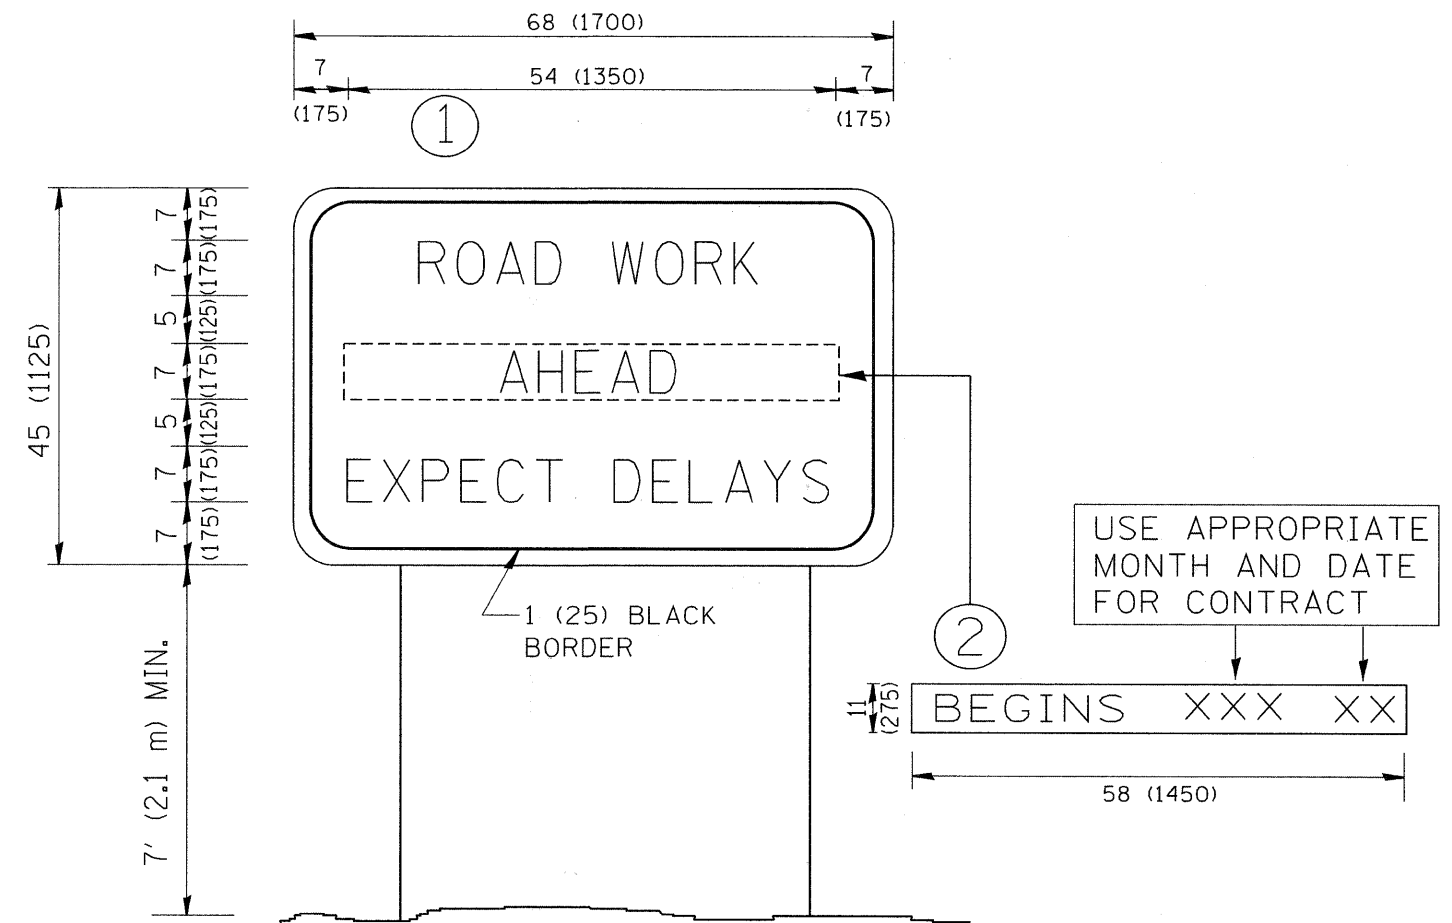 68 (1700)
7
54 (1350)
7
(175)
(175)
1
45 (1125)
7 (175)
7 (175)
5 (125)
7 (175)
5 (125)
7 (175)
7 (175)
ROAD WORK
AHEAD
EXPECT DELAYS
1 (25) BLACK
BORDER
7' (2.1 m) MIN.
USE APPROPRIATE
MONTH AND DATE
FOR CONTRACT
2
11
(275)
BEGINS XXX XX
58 (1450)